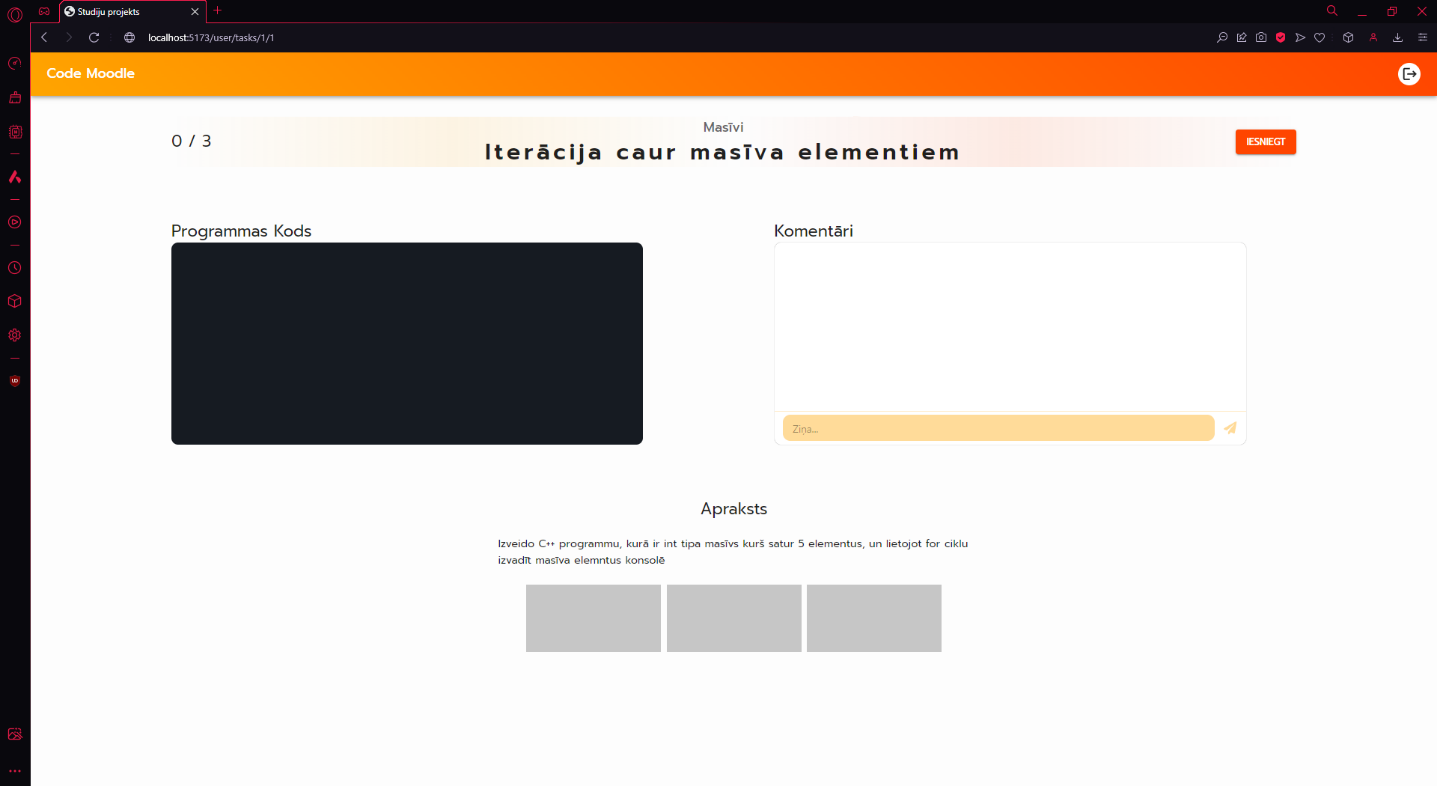 Studiju projekts
localhost:5173/user/tasks/1/1
Code Moodle
0 / 3
Masīvi
Iterācija caur masīva elementiem
IESNIEGT
Programmas Kods
Komentāri
Ziņa...
Apraksts
Izveido C++ programmu, kurā ir int tipa masīvs kurš satur 5 elementus, un lietojot for ciklu
izvadīt masīva elemntus konsolē